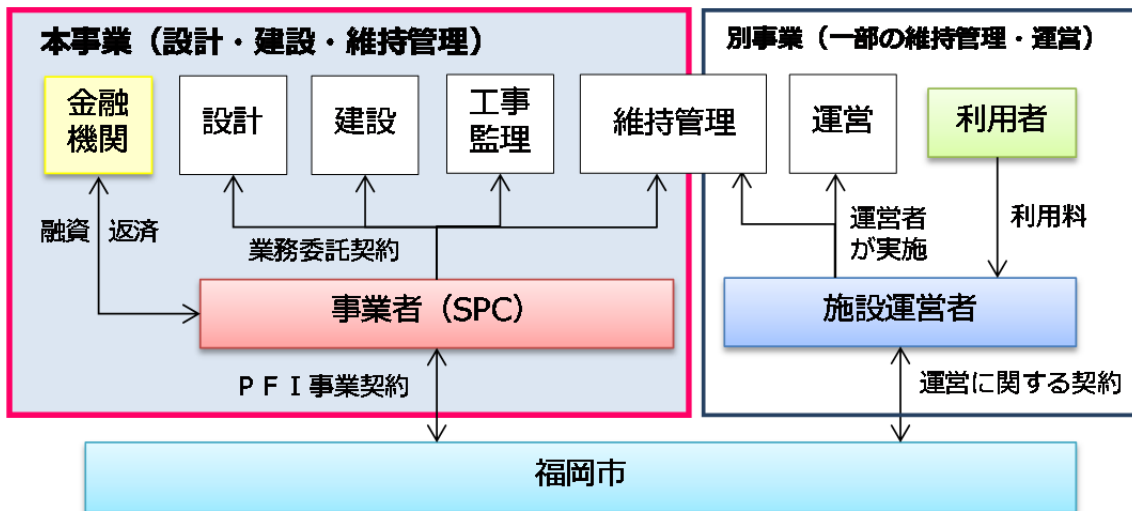 本事業（設計・建設・維持管理）
別事業（一部の維持管理・運営）
金融
機関
設計
建設
工事
監理
維持管理
運営
利用者
融資
返済
業務委託契約
運営者
が実施
利用料
事業者（SPC）
施設運営者
ＰＦＩ事業契約
運営に関する契約
福岡市